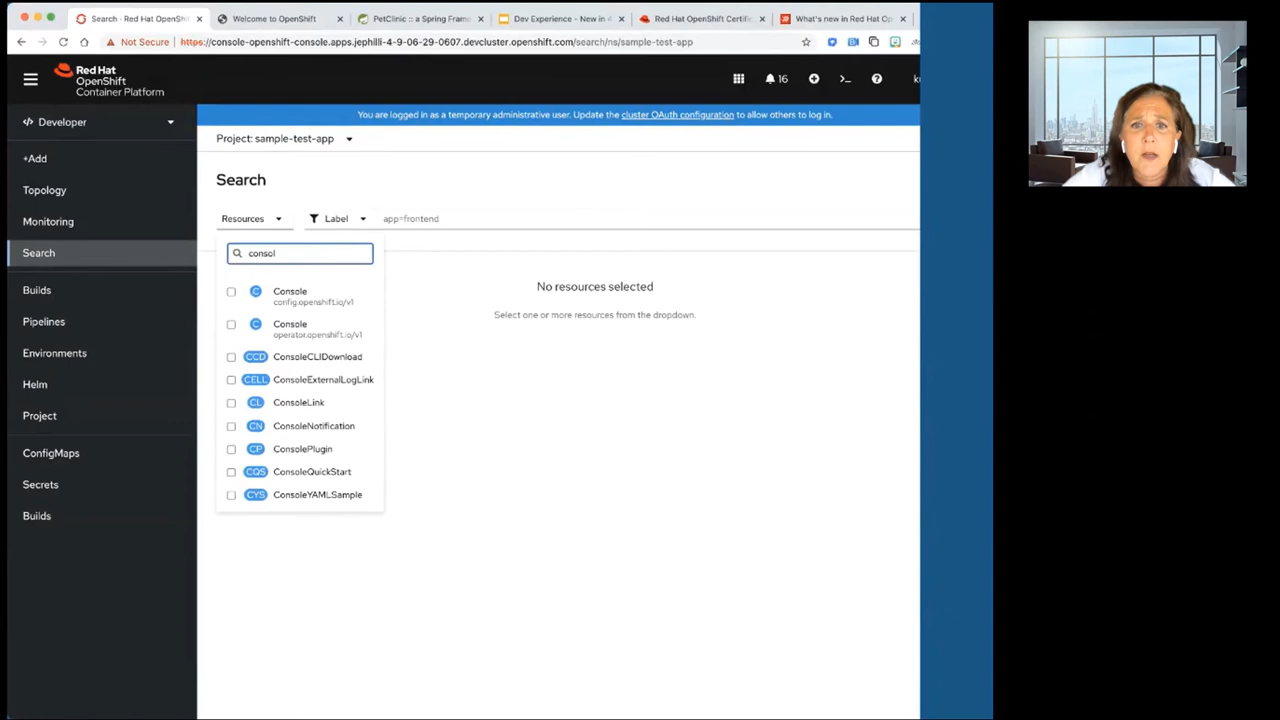 Search · Red Hat OpenShi
Welcome to OpenShift
PetClinic :: a Spring Frame
Dev Experience - New in 4
Red Hat OpenShift Certific
What's new in Red Hat Op
Not Secure
https://console-openshift-console.apps.jephilli-4-9-06-29-0607.devcluster.openshift.com/search/ns/sample-test-app
Red Hat
OpenShift
Container Platform
16
You are logged in as a temporary administrative user. Update the cluster OAuth configuration to allow others to log in.
Developer
+Add
Topology
Monitoring
Search
Builds
Pipelines
Environments
Helm
Project
ConfigMaps
Secrets
Builds
Project: sample-test-app
Search
Resources
Label
app=frontend
consol
C Console
config.openshift.io/v1
C Console
operator.openshift.io/v1
CCD ConsoleCLIDownload
CELL ConsoleExternalLogLink
CL ConsoleLink
CN ConsoleNotification
CP ConsolePlugin
CQS ConsoleQuickStart
CYS ConsoleYAMLSample
No resources selected
Select one or more resources from the dropdown.